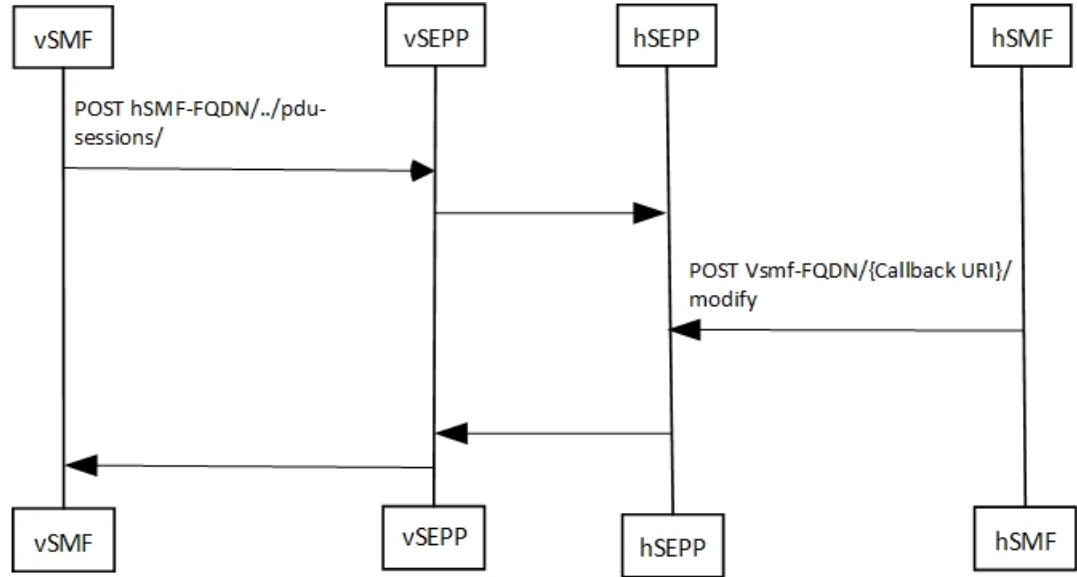 vSMF
vSEPP
hSEPP
hSMF
POST hSMF-FQDN/../pdu-
sessions/
POST Vsmf-FQDN/{Callback URI}/
modify
vSMF
vSEPP
hSEPP
hSMF